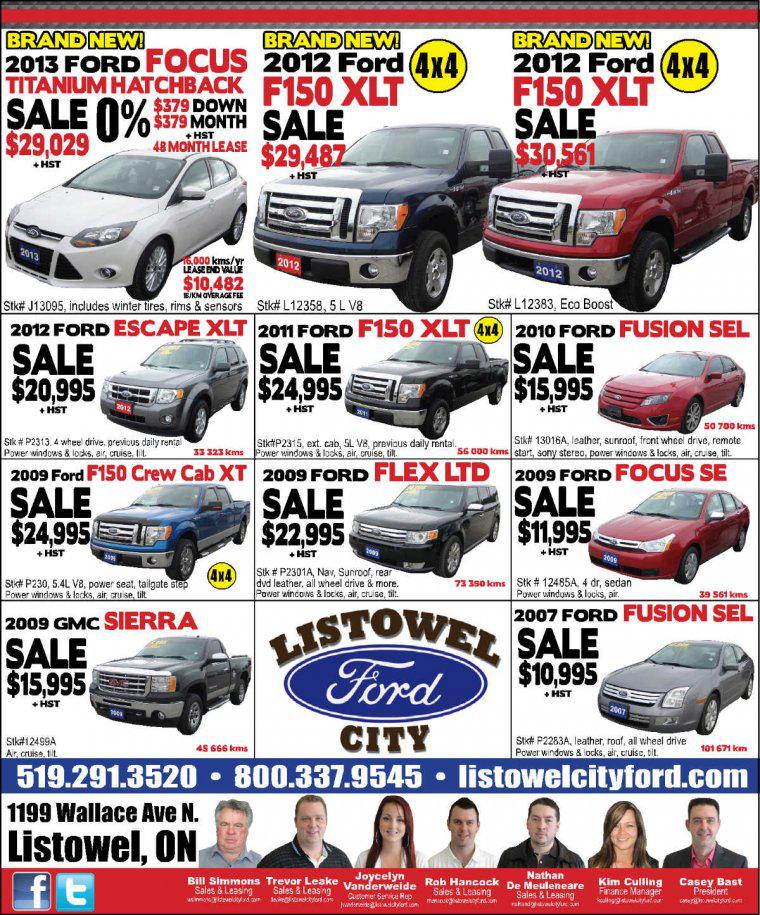 BRAND NEW!
2013 FORD FOCUS
TITANIUM HATCHBACK
SALE 0% $379 DOWN
$29,029 $379 MONTH
+ HST + HST
48 MONTH LEASE
2013
16,000 kms/yr
LEASE END VALUE
$10,482
16/KM OVERAGE FEE
Stk# J13095, includes winter tires, rims & sensors
BRAND NEW!
2012 Ford 4x4
F150 XLT
SALE
$29,487
+ HST
2012
Stk# L12358, 5 L V8
BRAND NEW!
2012 Ford 4x4
F150 XLT
SALE
$30,561
+ HST
2012
Stk# L12383, Eco Boost
2012 FORD ESCAPE XLT
SALE
$20,995
+ HST
2012
Stk # P2313, 4 wheel drive, previous daily rental
Power windows & locks, air, cruise, tilt. 33 323 kms
2011 FORD F150 XLT 4x4
SALE
$24,995
+ HST
2011
Stk#P2315, ext. cab, 5L V8, previous daily rental.
Power windows & locks, air, cruise, tilt. 56 000 kms
2010 FORD FUSION SEL
SALE
$15,995
+ HST
50 700 kms
Stk # 13016A, leather, sunroof, front wheel drive, remote
start, sony stereo, power windows & locks, air, cruise, tilt.
2009 Ford F150 Crew Cab XT
SALE
$24,995
+ HST
2009
4x4
Stk# P230, 5.4L V8, power seat, tailgate step
Power windows & locks, air, cruise, tilt.
2009 FORD FLEX LTD
SALE
$22,995
+ HST
2009
Stk # P2301A, Nav, Sunroof, rear
dvd leather, all wheel drive & more. 73 390 kms
Power windows & locks, air, cruise, tilt.
2009 FORD FOCUS SE
SALE
$11,995
+ HST
Stk # 12485A, 4 dr, sedan
Power windows & locks, air. 39 561 kms
2009 GMC SIERRA
SALE
$15,995
+ HST
2009
Stk#12499A
Air, cruise, tilt. 45 666 kms
LISTOWEL
Ford
CITY
2007 FORD FUSION SEL
SALE
$10,995
+ HST
2007
Stk# P2283A, leather, roof, all wheel drive
Power windows & locks, air, cruise, tilt. 101 671 km
519.291.3520 • 800.337.9545 • listowelcityford.com
1199 Wallace Ave N.
Listowel, ON
Bill Simmons
Sales & Leasing
Trevor Leake
Sales & Leasing
Joycelyn
Vanderweide
Customer Service Rep
Rob Hancock
Sales & Leasing
Nathan
De Meuleneare
Sales & Leasing
Kim Culling
Finance Manager
Casey Bast
President